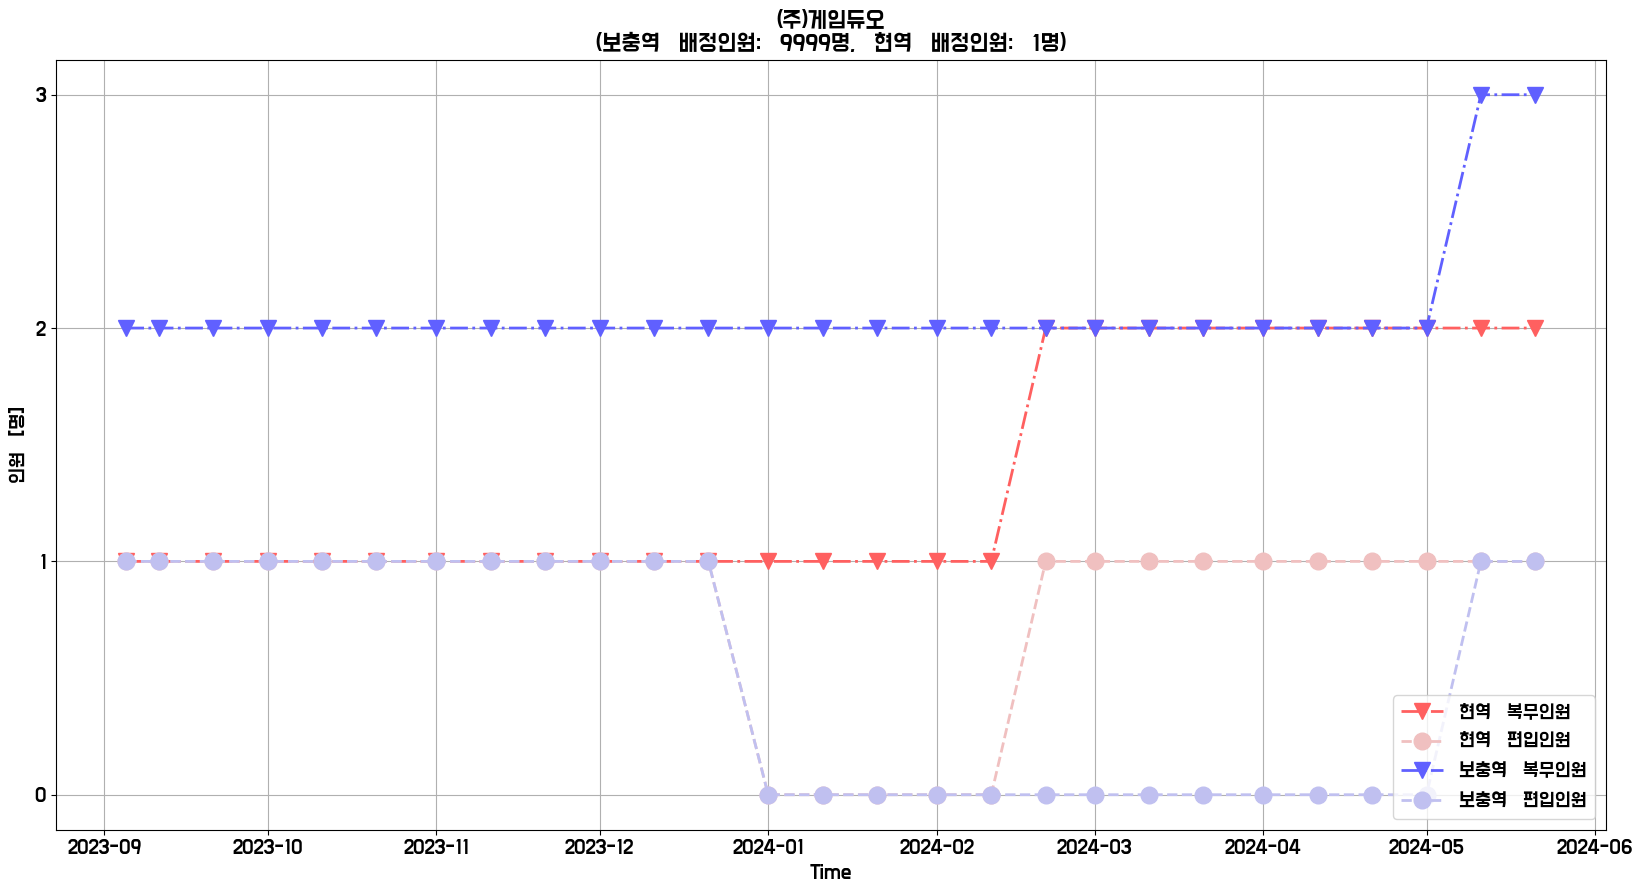 (주)게임듀오
(보충역 배정인원: 9999명, 현역 배정인원: 1명)
인원 [명]
3
2
1
0
현역 복무인원
현역 편입인원
보충역 복무인원
보충역 편입인원
2023-09 2023-10 2023-11 2023-12 2024-01 2024-02 2024-03 2024-04 2024-05 2024-06
Time